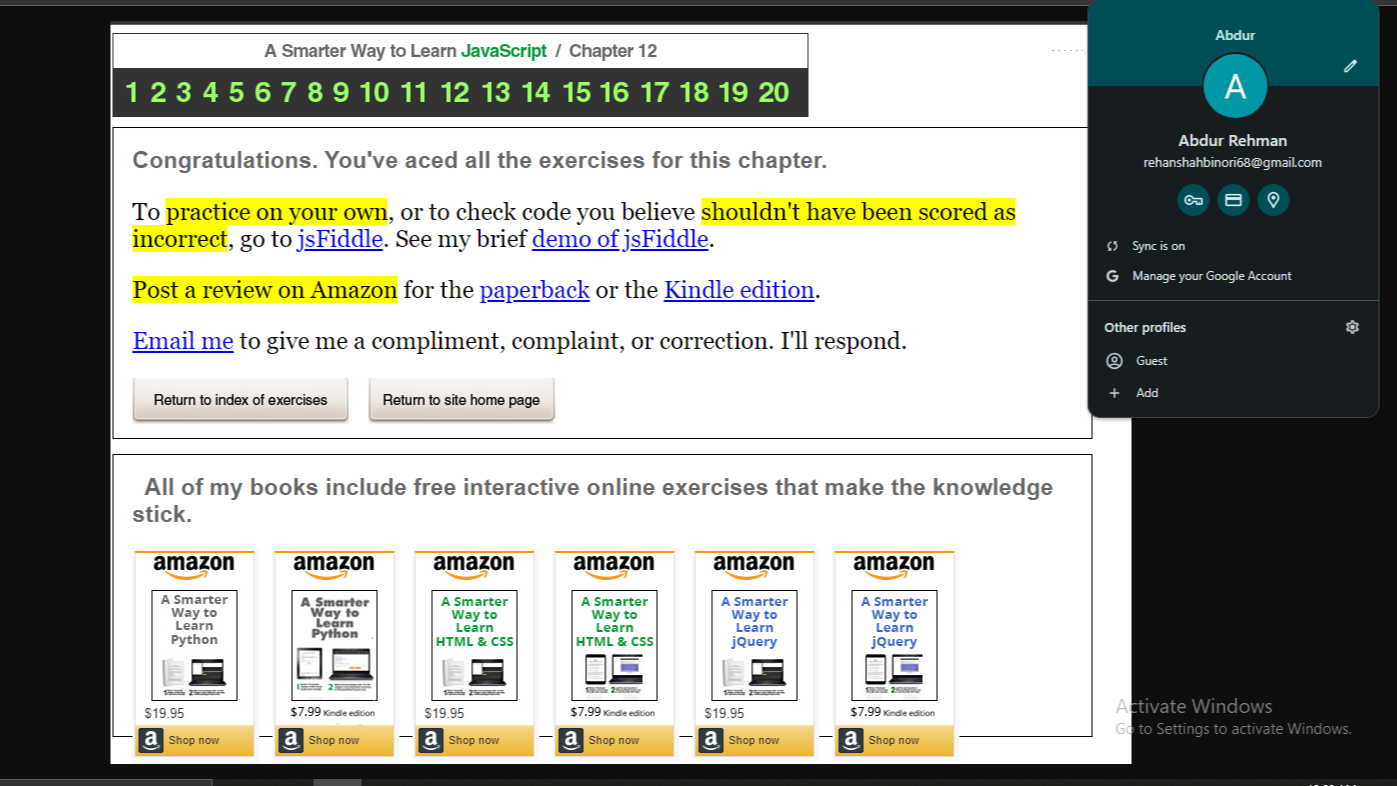 A Smarter Way to Learn JavaScript / Chapter 12
1 2 3 4 5 6 7 8 9 10 11 12 13 14 15 16 17 18 19 20
Congratulations. You've aced all the exercises for this chapter.
To practice on your own, or to check code you believe shouldn't have been scored as
incorrect, go to jsFiddle. See my brief demo of jsFiddle.
Post a review on Amazon for the paperback or the Kindle edition.
Email me to give me a compliment, complaint, or correction. I'll respond.
Return to index of exercises
Return to site home page
All of my books include free interactive online exercises that make the knowledge
stick.
amazon
A Smarter
Way to
Learn
Python
$19.95
Shop now
amazon
A Smarter
Way to
Learn
Python
$7.99 Kindle edition
Shop now
amazon
A Smarter
Way to
Learn
HTML & CSS
$19.95
Shop now
amazon
A Smarter
Way to
Learn
HTML & CSS
$7.99 Kindle edition
Shop now
amazon
A Smarter
Way to
Learn
jQuery
$19.95
Shop now
amazon
A Smarter
Way to
Learn
jQuery
$7.99 Kindle edition
Shop now
Abdur
A
Abdur Rehman
rehanshahbinori68@gmail.com
Sync is on
Manage your Google Account
Other profiles
Guest
Add
Activate Windows
Go to Settings to activate Windows.